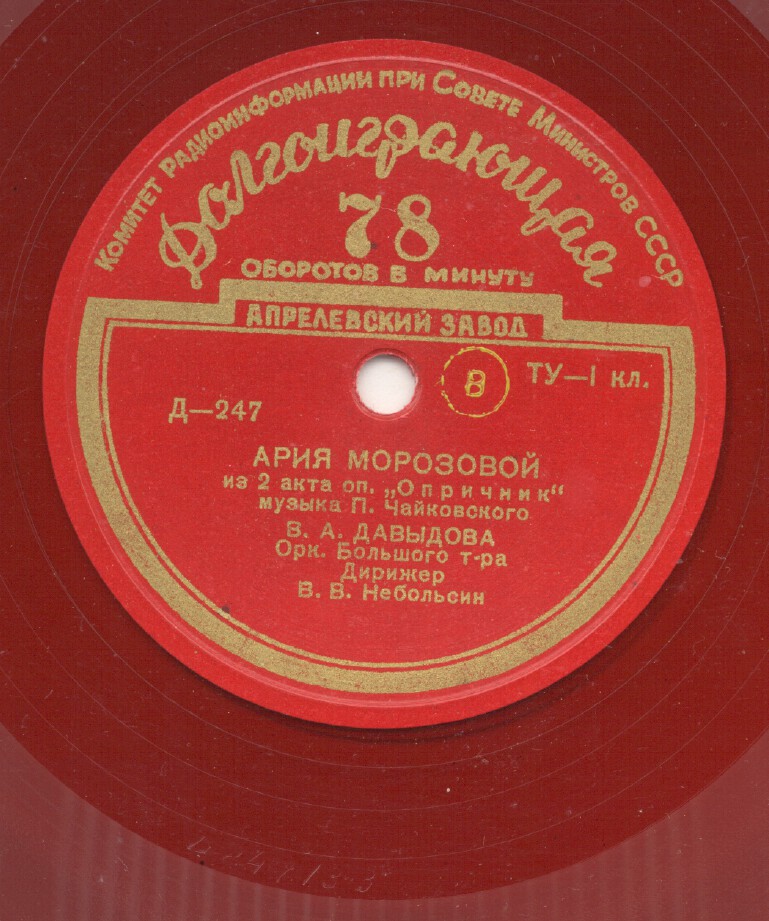 Комитет Радиоинформации при Совете Министров СССР
Долгоиграющая
78
ОБОРОТОВ В МИНУТУ
АПРЕЛЕВСКИЙ ЗАВОД
В
ТУ—I кл.
Д—247
АРИЯ МОРОЗОВОЙ
из 2 акта оп. „Опричник“
музыка П. Чайковского
В. А. ДАВЫДОВА
Орк. Большого т-ра
Дирижер
В. В. Небольсин